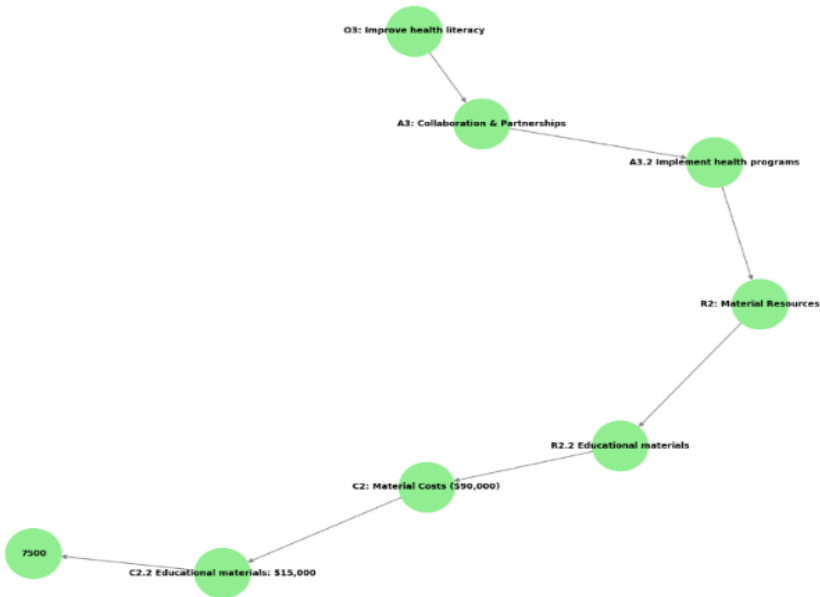 O3: Improve health literacy
A3: Collaboration & Partnerships
A3.2 Implement health programs
R2: Material Resources
R2.2 Educational materials
C2: Material Costs ($90,000)
7500
C2.2 Educational materials: $15,000